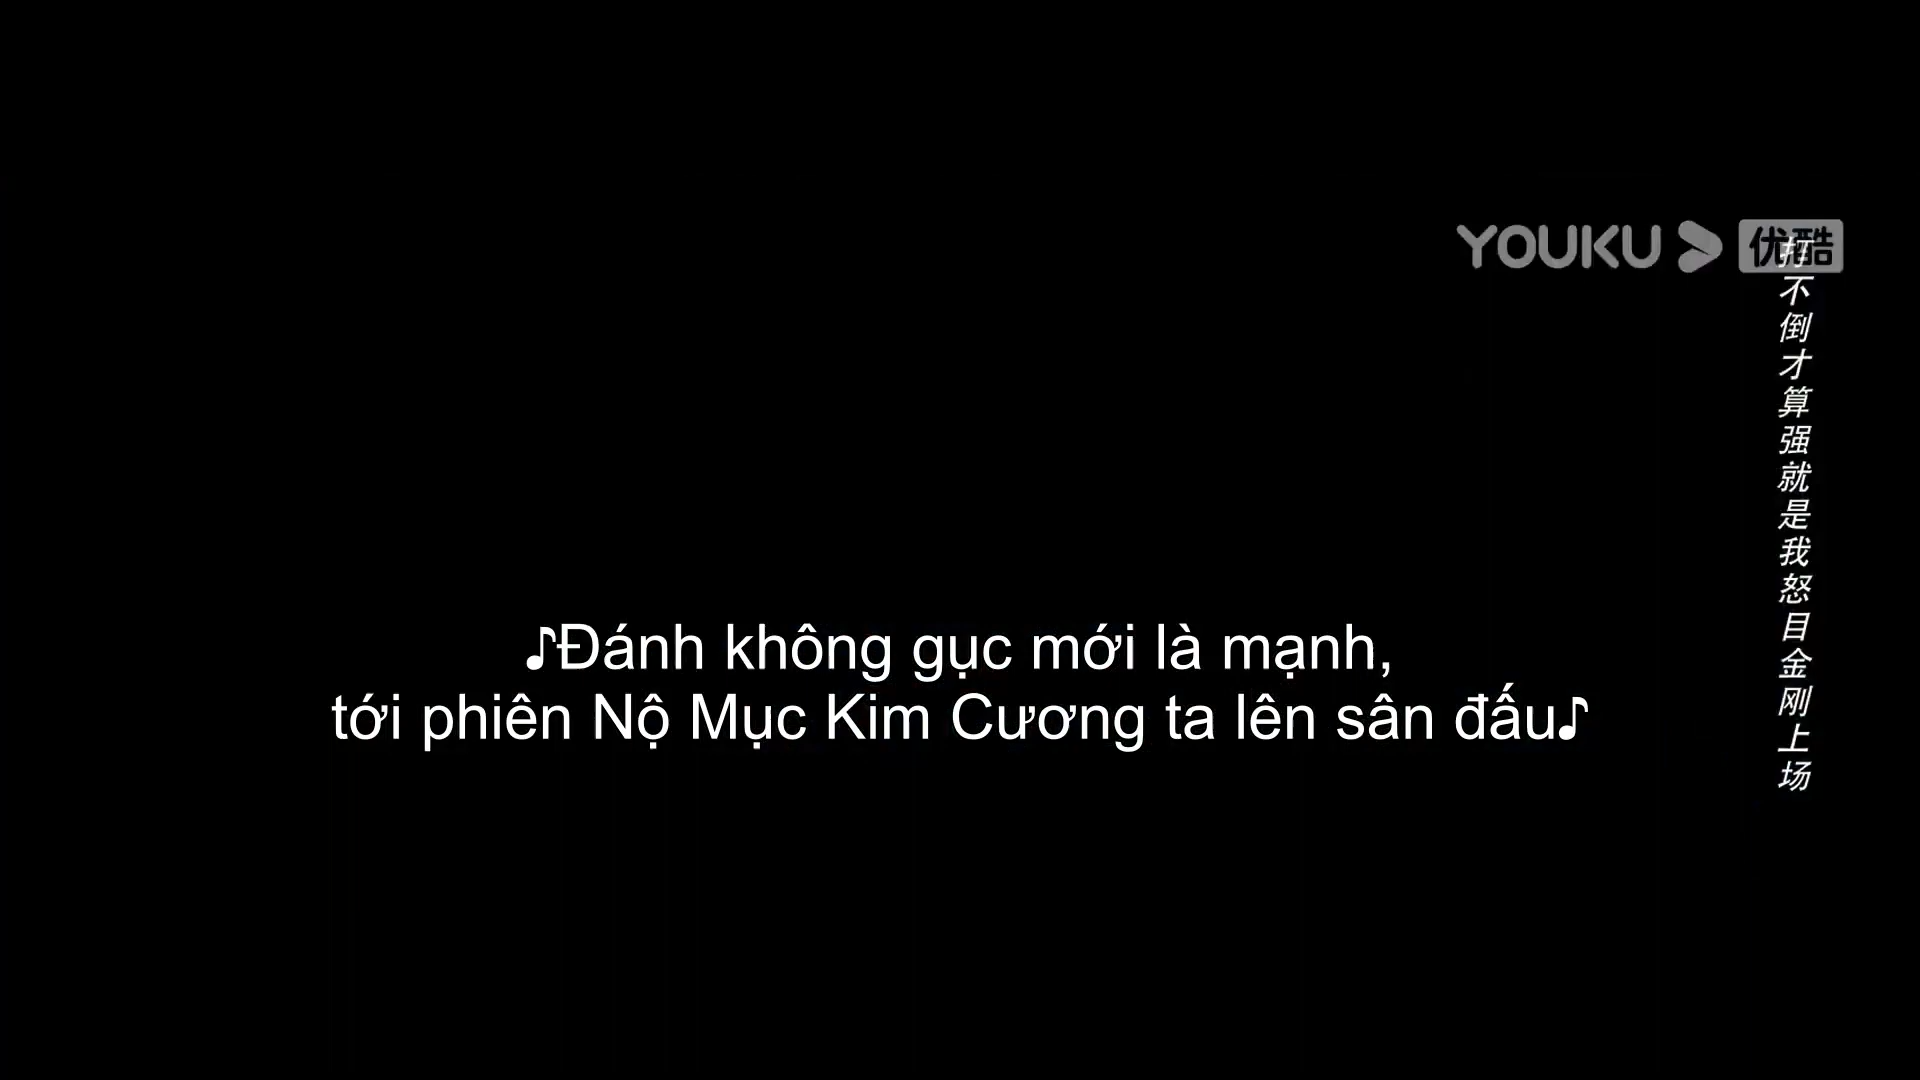 YOUKU 优酷
打不倒才算强就是我怒目金刚上场
♪Đánh không gục mới là mạnh,
tới phiên Nộ Mục Kim Cương ta lên sân đấu♪